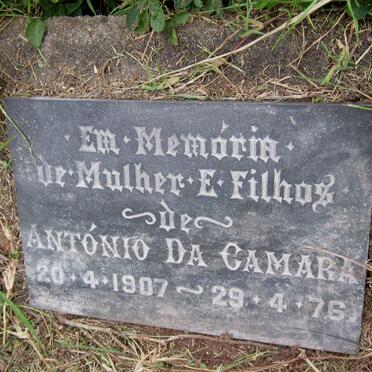 Em · Memória ·
de · Mulher · E · Filhos
~ de ~
António Da Camara
20 · 4 · 1907 ~ 29 · 4 · 76